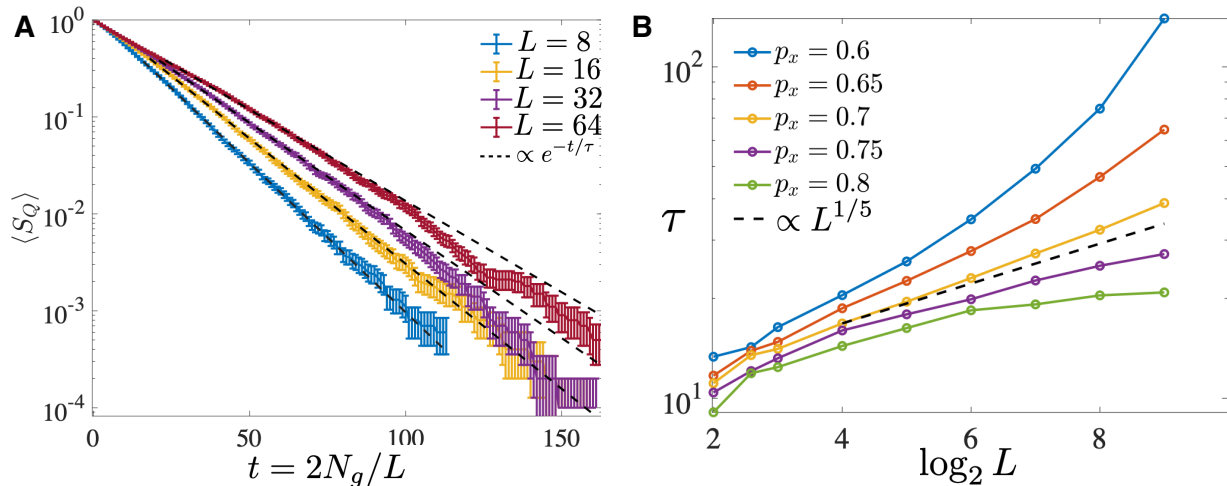 A
10^0
10^{-1}
10^{-2}
10^{-3}
10^{-4}
⟨S_Q⟩
L = 8
L = 16
L = 32
L = 64
∝ e^{-t/τ}
0
50
100
150
t = 2N_g/L
B
10^2
10^1
τ
p_x = 0.6
p_x = 0.65
p_x = 0.7
p_x = 0.75
p_x = 0.8
∝ L^{1/5}
2
4
6
8
log_2 L